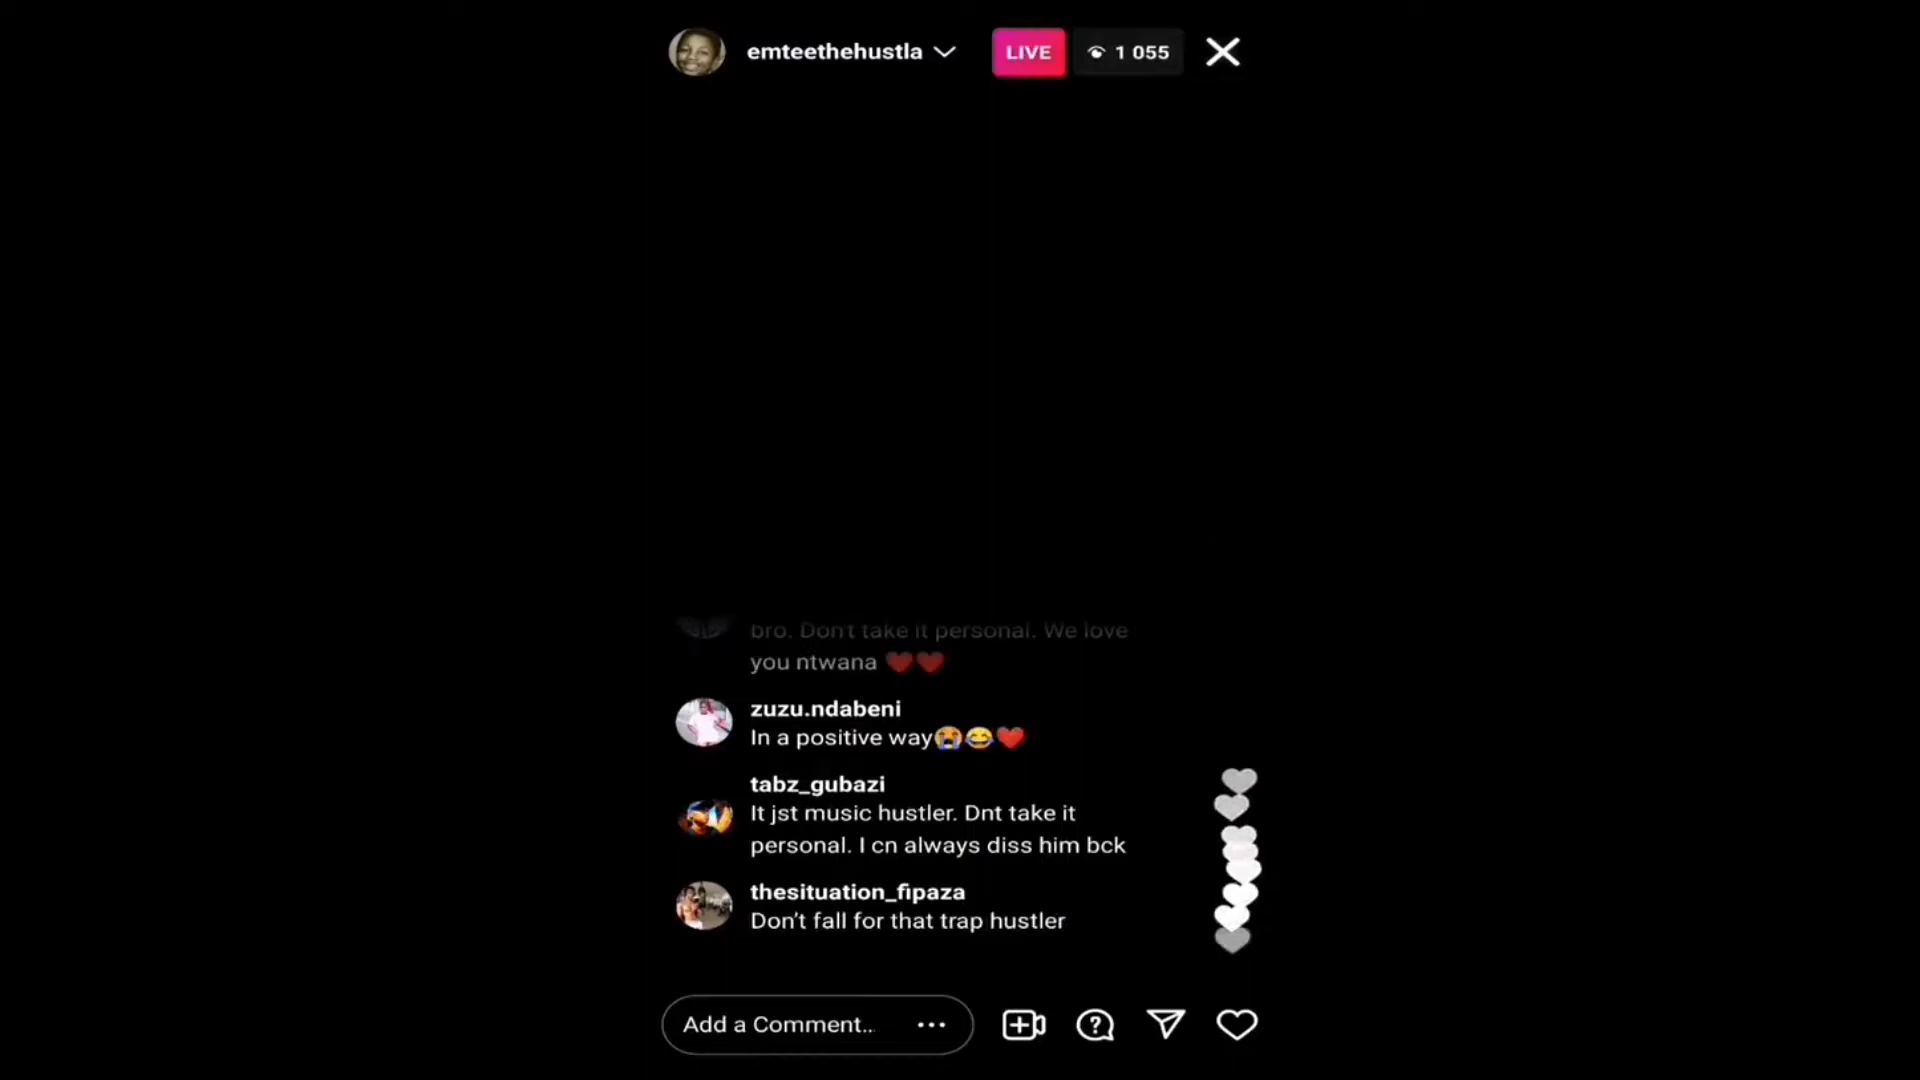 emteethehustla
LIVE
1 055
bro. Don't take it personal. We love
you ntwana ❤️❤️
zuzu.ndabeni
In a positive way😭😂❤️
tabz_gubazi
It jst music hustler. Dnt take it
personal. I cn always diss him bck
thesituation_fipaza
Don't fall for that trap hustler
Add a Comment...